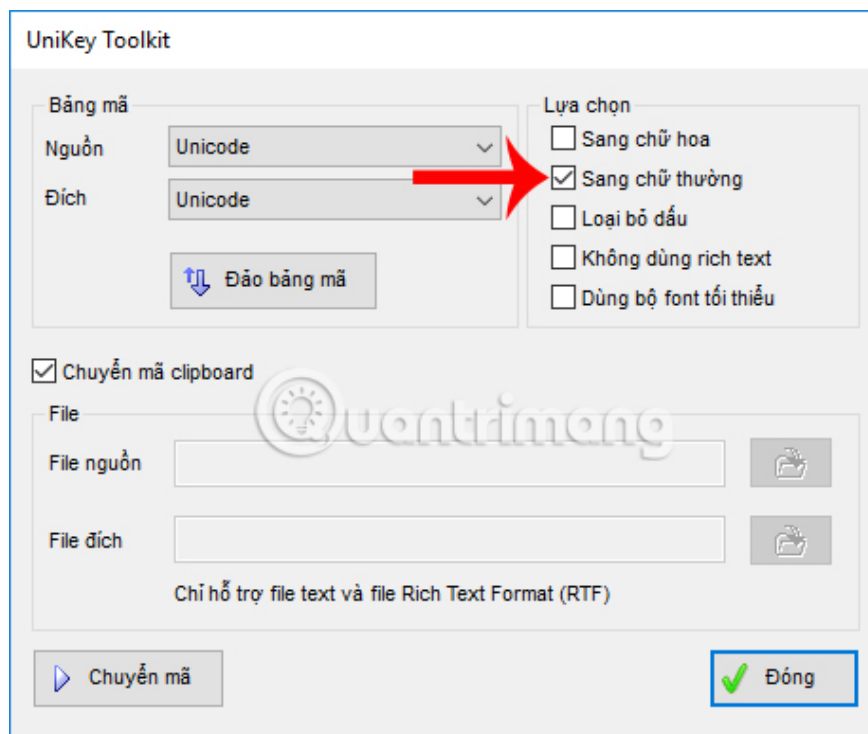 UniKey Toolkit
Bảng mã
Nguồn
Unicode
Đích
Unicode
Đảo bảng mã
Lựa chọn
Sang chữ hoa
Sang chữ thường
Loại bỏ dấu
Không dùng rich text
Dùng bộ font tối thiểu
Chuyển mã clipboard
Quantrimang
File
File nguồn
File đích
Chỉ hỗ trợ file text và file Rich Text Format (RTF)
Chuyển mã
Đóng